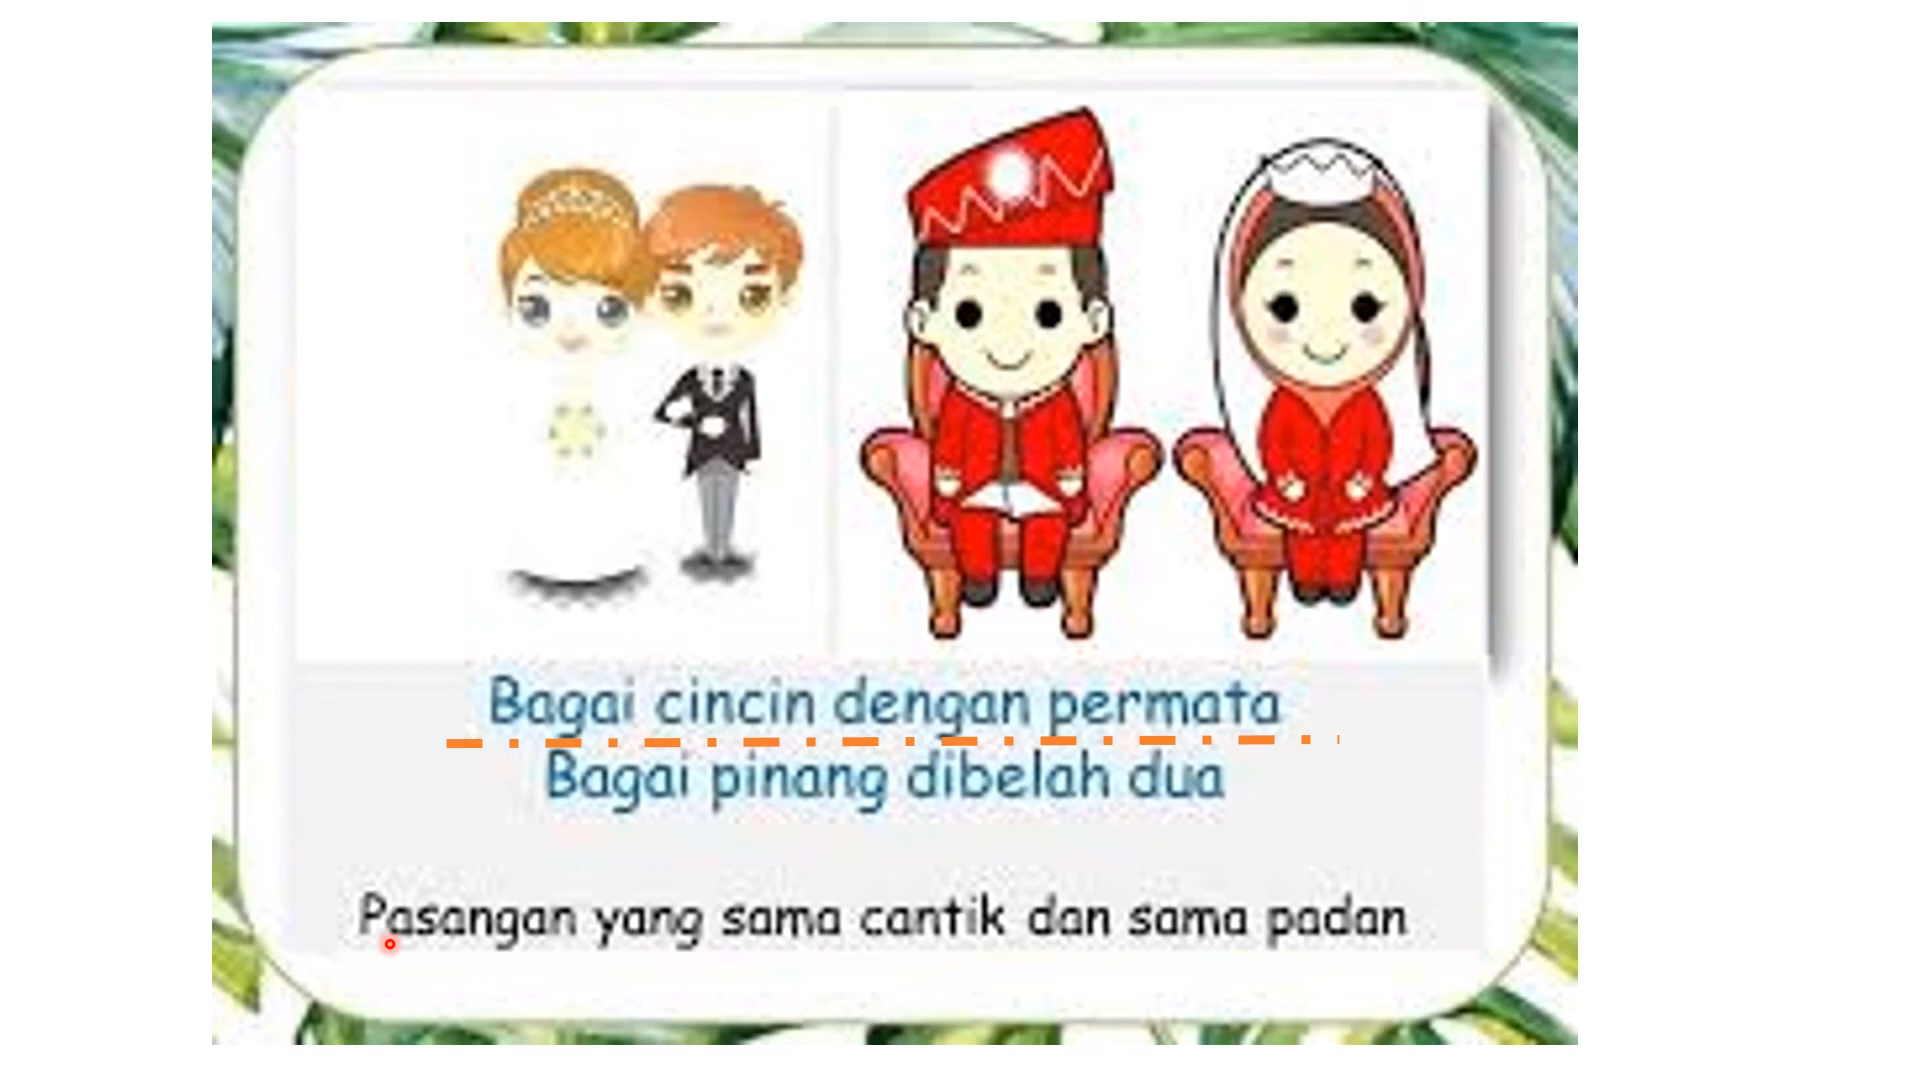 Bagai cincin dengan permata
Bagai pinang dibelah dua
Pasangan yang sama cantik dan sama padan